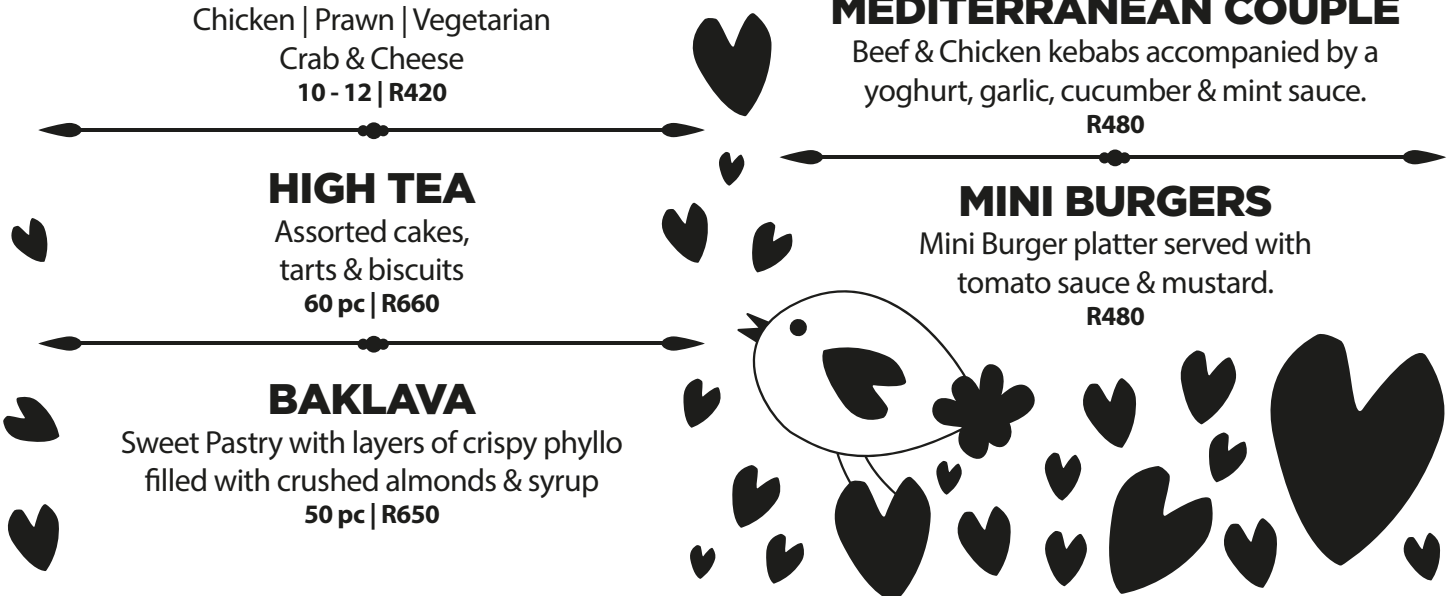 Chicken | Prawn | Vegetarian
Crab & Cheese
10 - 12 | R420
HIGH TEA
Assorted cakes,
tarts & biscuits
60 pc | R660
BAKLAVA
Sweet Pastry with layers of crispy phyllo
filled with crushed almonds & syrup
50 pc | R650
MEDITERRANEAN COUPLE
Beef & Chicken kebabs accompanied by a
yoghurt, garlic, cucumber & mint sauce.
R480
MINI BURGERS
Mini Burger platter served with
tomato sauce & mustard.
R480